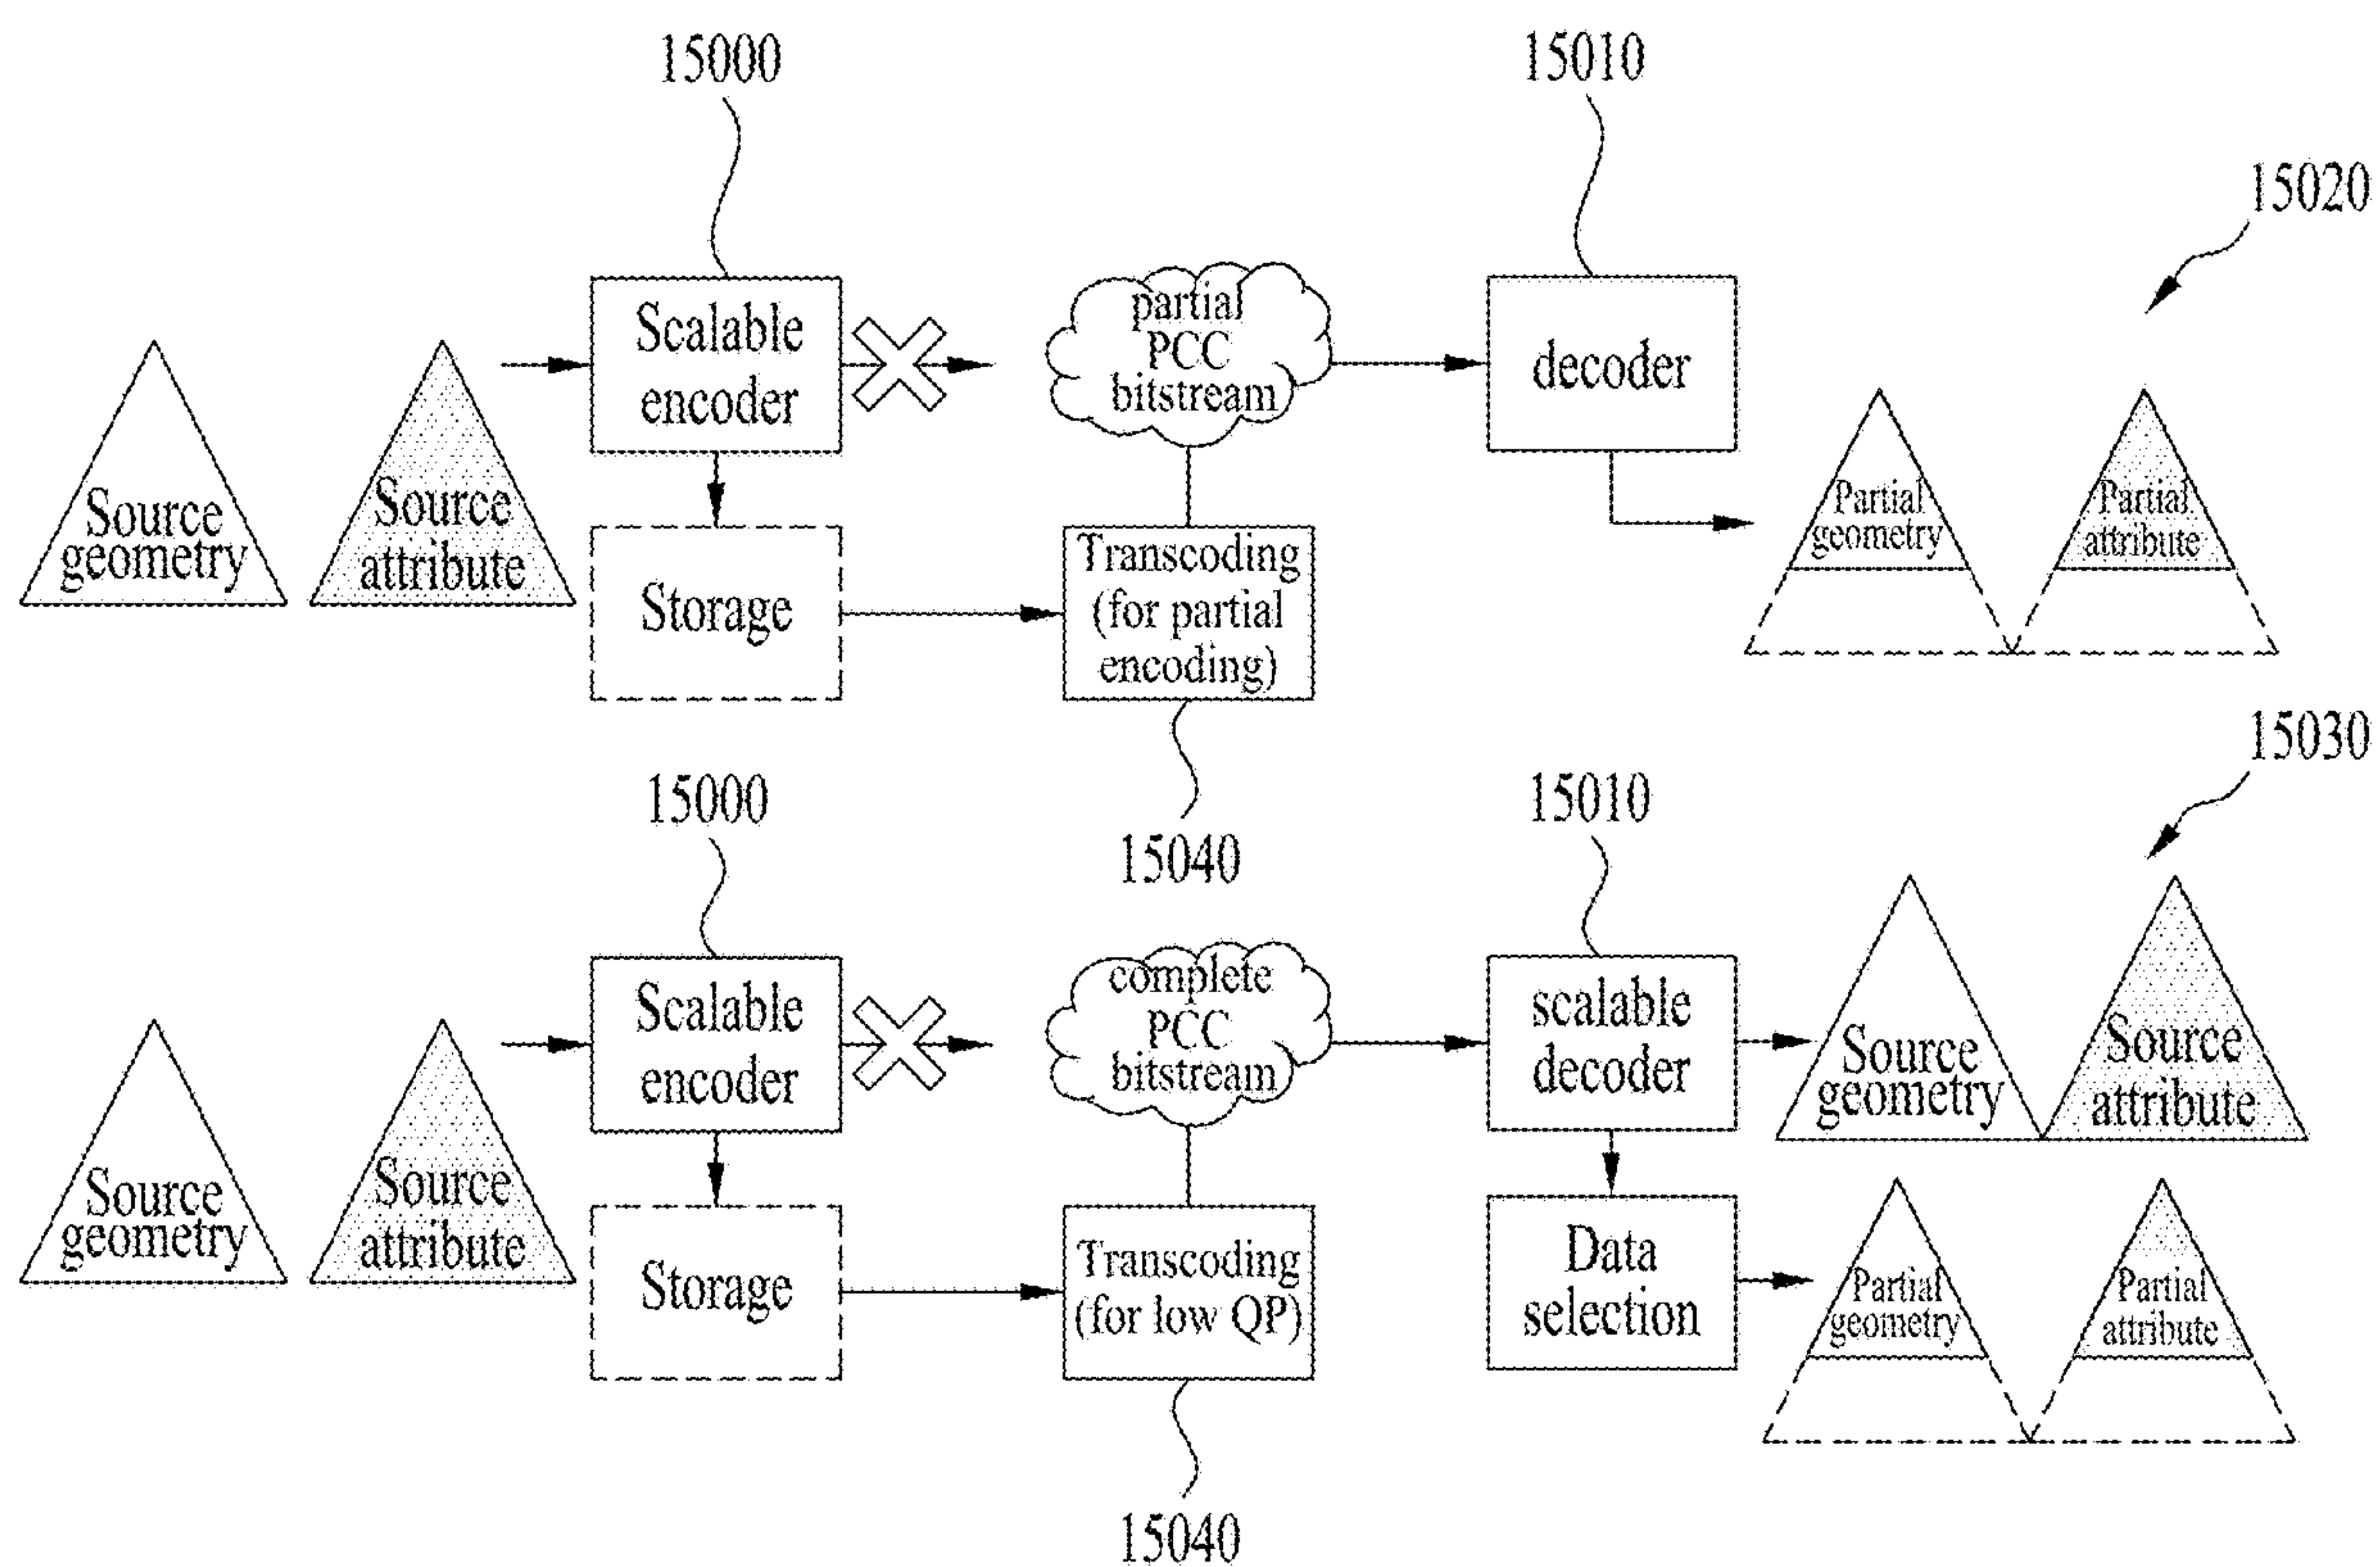 15000
15010
15020
Scalable
encoder
partial
PCC
bitstream
decoder
Source
geometry
Source
attribute
Partial
geometry
Partial
attribute
Storage
Transcoding
(for partial
encoding)
15030
15000
15040
15010
Scalable
encoder
complete
PCC
bitstream
scalable
decoder
Source
geometry
Source
attribute
Source
geometry
Source
attribute
Storage
Transcoding
(for low QP)
Data
selection
Partial
geometry
Partial
attribute
15040